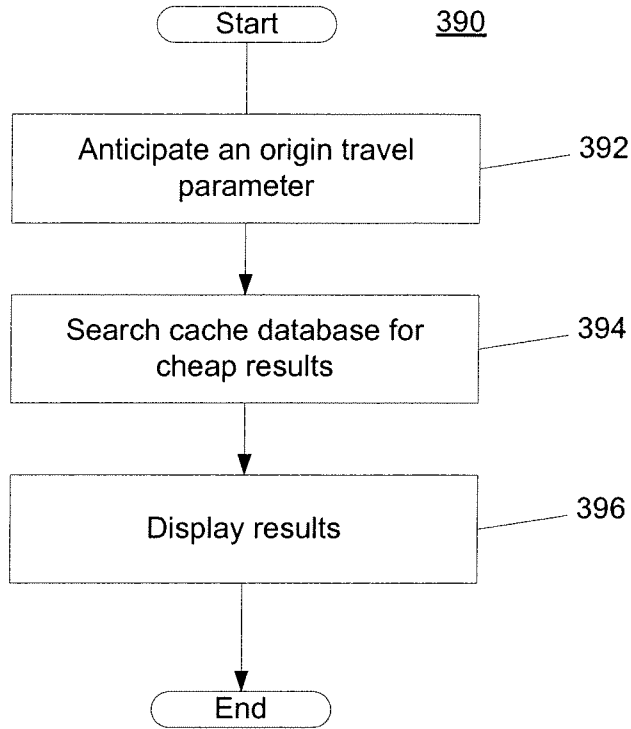 Start
390
Anticipate an origin travel
parameter
392
Search cache database for
cheap results
394
Display results
396
End